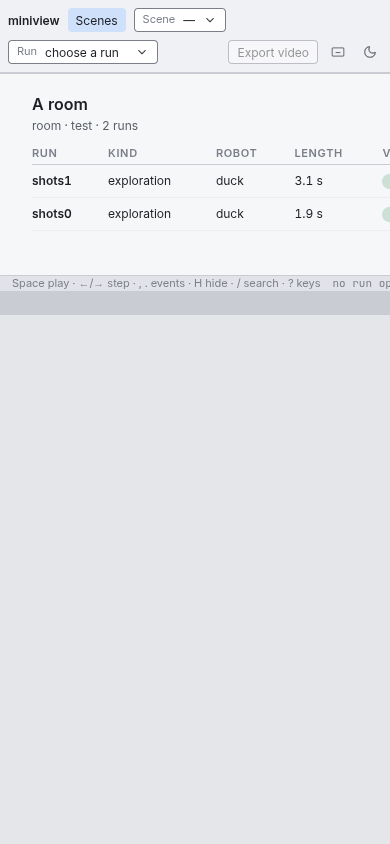 miniview Scenes Scene —
Run choose a run Export video
A room
room · test · 2 runs
RUN KIND ROBOT LENGTH V
shots1 exploration duck 3.1 s
shots0 exploration duck 1.9 s
Space play · ←/→ step · , . events · H hide · / search · ? keys no run op